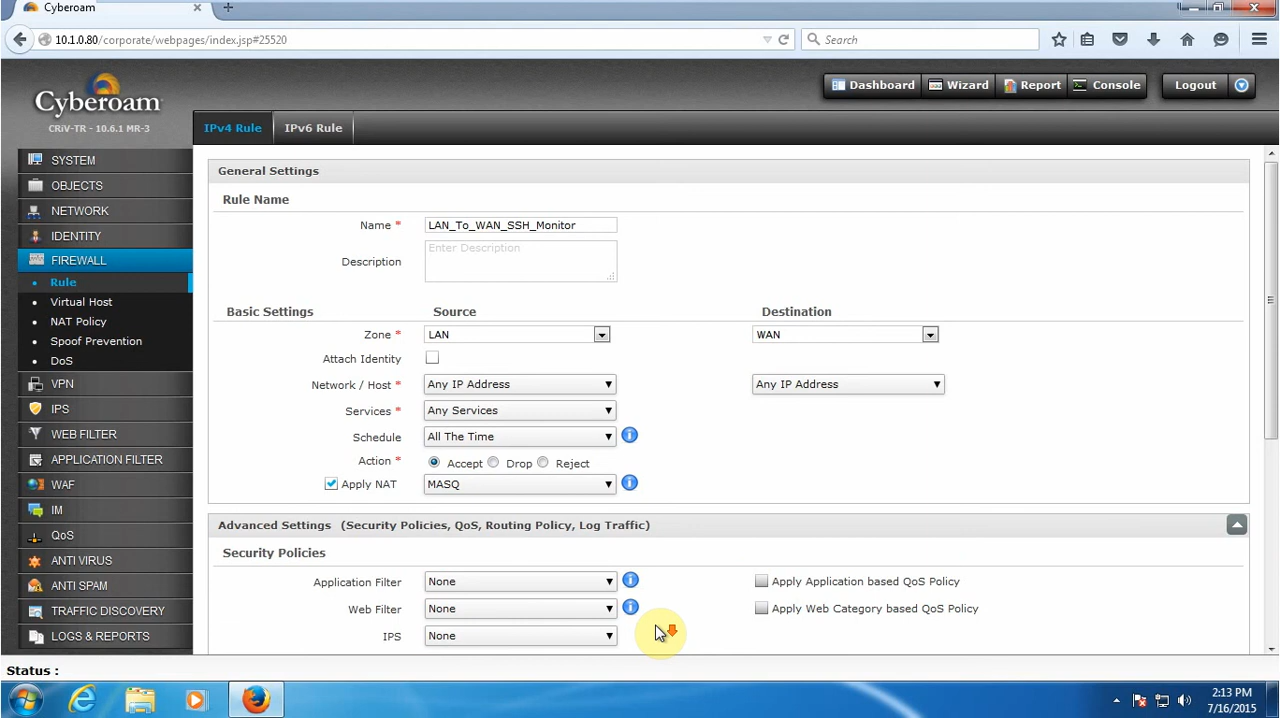 Cyberoam
10.1.0.80/corporate/webpages/index.jsp#25520
Search
Cyberoam
CRiV-TR - 10.6.1 MR-3
Dashboard
Wizard
Report
Console
Logout
IPv4 Rule
IPv6 Rule
SYSTEM
OBJECTS
NETWORK
IDENTITY
FIREWALL
Rule
Virtual Host
NAT Policy
Spoof Prevention
DoS
VPN
IPS
WEB FILTER
APPLICATION FILTER
WAF
IM
QoS
ANTI VIRUS
ANTI SPAM
TRAFFIC DISCOVERY
LOGS & REPORTS
General Settings
Rule Name
Name * LAN_To_WAN_SSH_Monitor
Description Enter Description
Basic Settings Source Destination
Zone * LAN WAN
Attach Identity
Network / Host * Any IP Address Any IP Address
Services * Any Services
Schedule All The Time
Action * Accept Drop Reject
Apply NAT MASQ
Advanced Settings (Security Policies, QoS, Routing Policy, Log Traffic)
Security Policies
Application Filter None Apply Application based QoS Policy
Web Filter None Apply Web Category based QoS Policy
IPS None
Status :
2:13 PM
7/16/2015